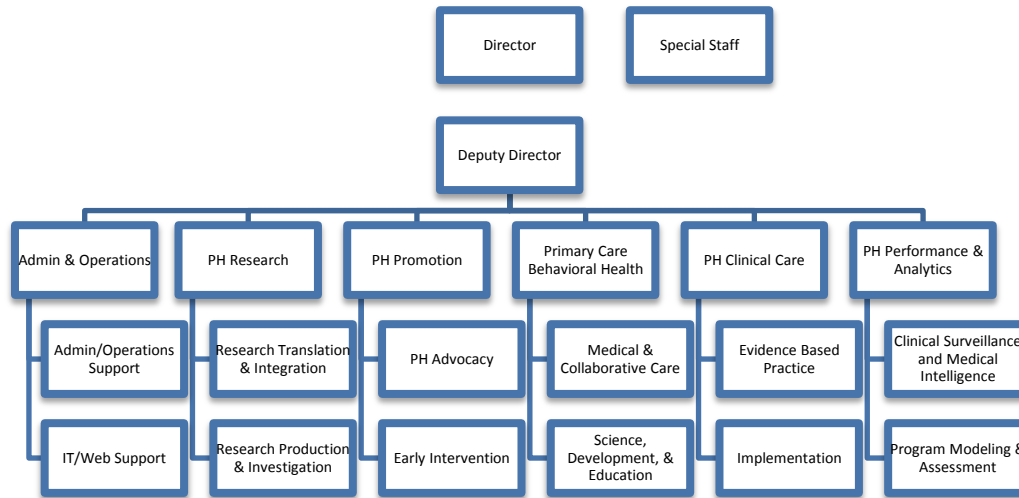 Director
Special Staff
Deputy Director
Admin & Operations
PH Research
PH Promotion
Primary Care
Behavioral Health
PH Clinical Care
PH Performance &
Analytics
Admin/Operations
Support
Research Translation
& Integration
PH Advocacy
Medical &
Collaborative Care
Evidence Based
Practice
Clinical Surveillance
and Medical
Intelligence
IT/Web Support
Research Production
& Investigation
Early Intervention
Science,
Development, &
Education
Implementation
Program Modeling &
Assessment